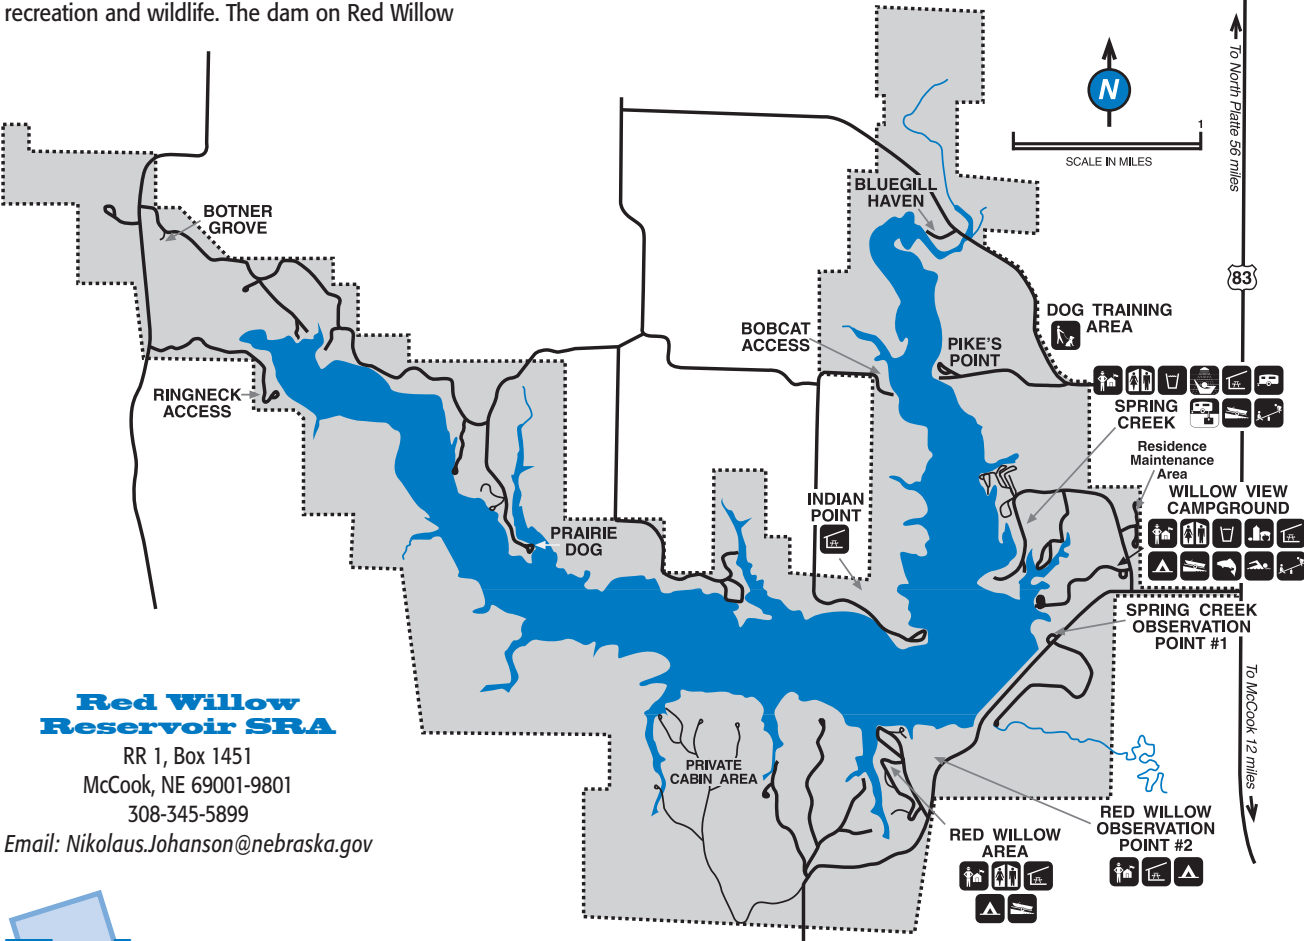 recreation and wildlife. The dam on Red Willow
N
1
SCALE IN MILES
To North Platte 56 miles
83
BLUEGILL
HAVEN
BOTNER
GROVE
DOG TRAINING
AREA
BOBCAT
ACCESS
PIKE'S
POINT
RINGNECK
ACCESS
SPRING
CREEK
Residence
Maintenance
Area
WILLOW VIEW
CAMPGROUND
INDIAN
POINT
PRAIRIE
DOG
SPRING CREEK
OBSERVATION
POINT #1
To McCook 12 miles
Red Willow
Reservoir SRA
RR 1, Box 1451
McCook, NE 69001-9801
308-345-5899
Email: Nikolaus.Johanson@nebraska.gov
PRIVATE
CABIN AREA
RED WILLOW
AREA
RED WILLOW
OBSERVATION
POINT #2